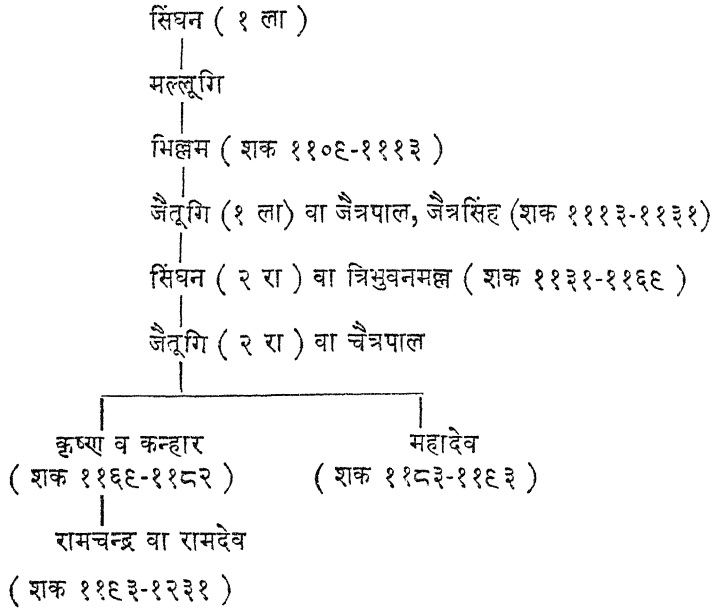 सिंघन ( १ ला )
मल्लूगि
भिल्लम ( शक ११०९-१११३ )
जैतूगि (१ ला) वा जैत्रपाल, जैत्रसिंह (शक १११३-११३१)
सिंघन ( २ रा ) वा त्रिभुवनमल्ल ( शक ११३१-११६९ )
जैतूगि ( २ रा ) वा चैत्रपाल
कृष्ण व कन्हार महादेव
( शक ११६९-११८२ ) ( शक ११८३-११९३ )
रामचन्द्र वा रामदेव
( शक ११९३-१२३१ )